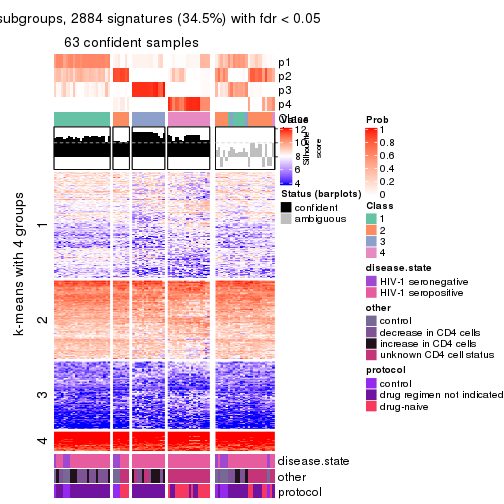 subgroups, 2884 signatures (34.5%) with fdr < 0.05
63 confident samples
p1
p2
p3
p4
Class
Value
12
10
8
6
4
Silhouette
score
Prob
1
0.8
0.6
0.4
0.2
0
Status (barplots)
confident
ambiguous
Class
1
2
3
4
disease.state
HIV-1 seronegative
HIV-1 seropositive
other
control
decrease in CD4 cells
increase in CD4 cells
unknown CD4 cell status
protocol
control
drug regimen not indicated
drug-naive
k-means with 4 groups
1
2
3
4
disease.state
other
protocol